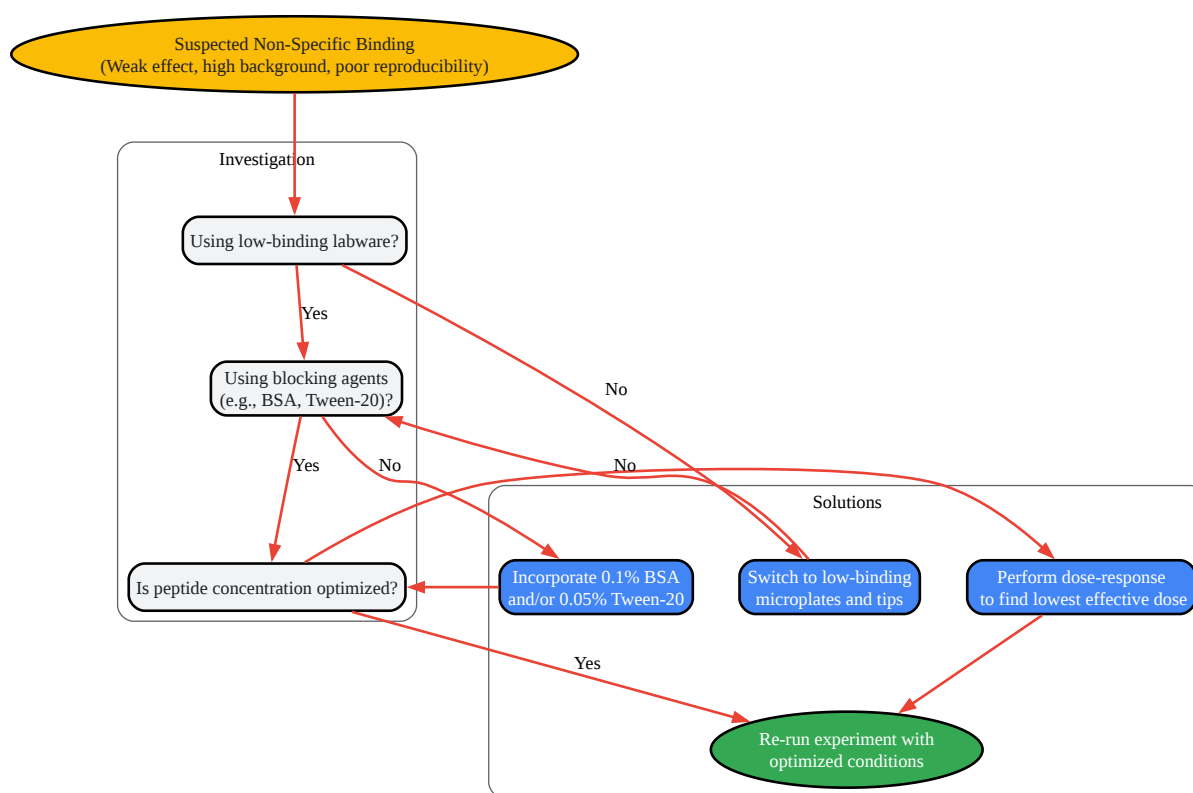 Suspected Non-Specific Binding
(Weak effect, high background, poor reproducibility)
Investigation
Using low-binding labware?
Yes
No
Using blocking agents
(e.g., BSA, Tween-20)?
Yes
No
No
Solutions
Is peptide concentration optimized?
Incorporate 0.1% BSA
and/or 0.05% Tween-20
Switch to low-binding
microplates and tips
Perform dose-response
to find lowest effective dose
Yes
Re-run experiment with
optimized conditions